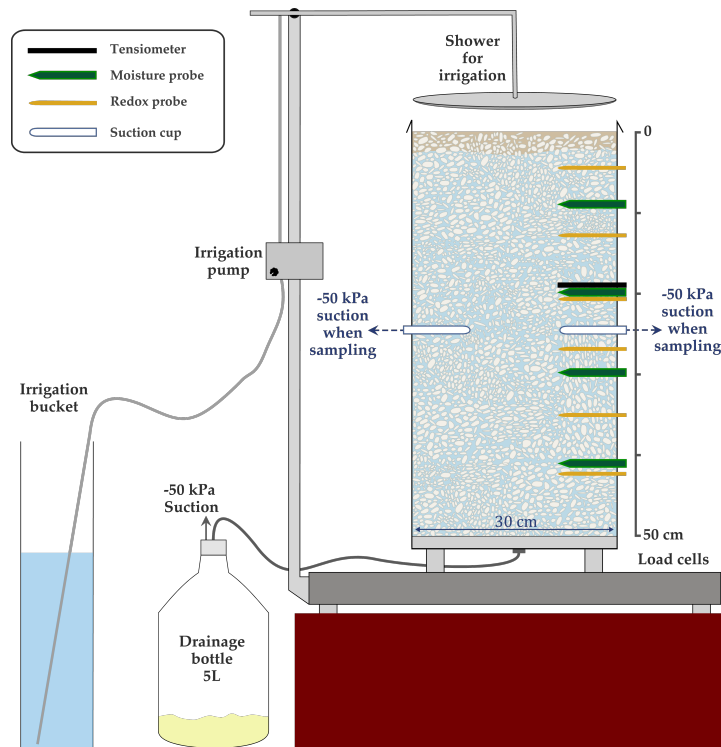 Tensiometer
Moisture probe
Redox probe
Suction cup
Shower
for
irrigation
0
Irrigation
pump
-50 kPa
suction
when
sampling
-50 kPa
suction
when
sampling
Irrigation
bucket
-50 kPa
Suction
30 cm
50 cm
Load cells
Drainage
bottle
5L